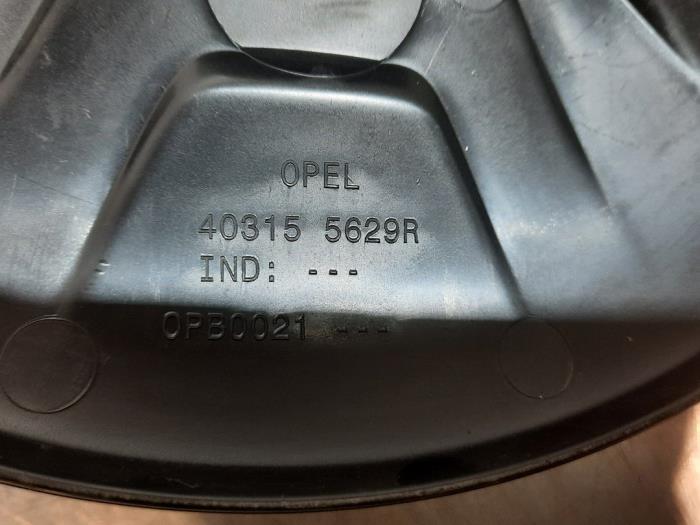 OPEL
40315 5629R
IND: ---
OPB0021 ---